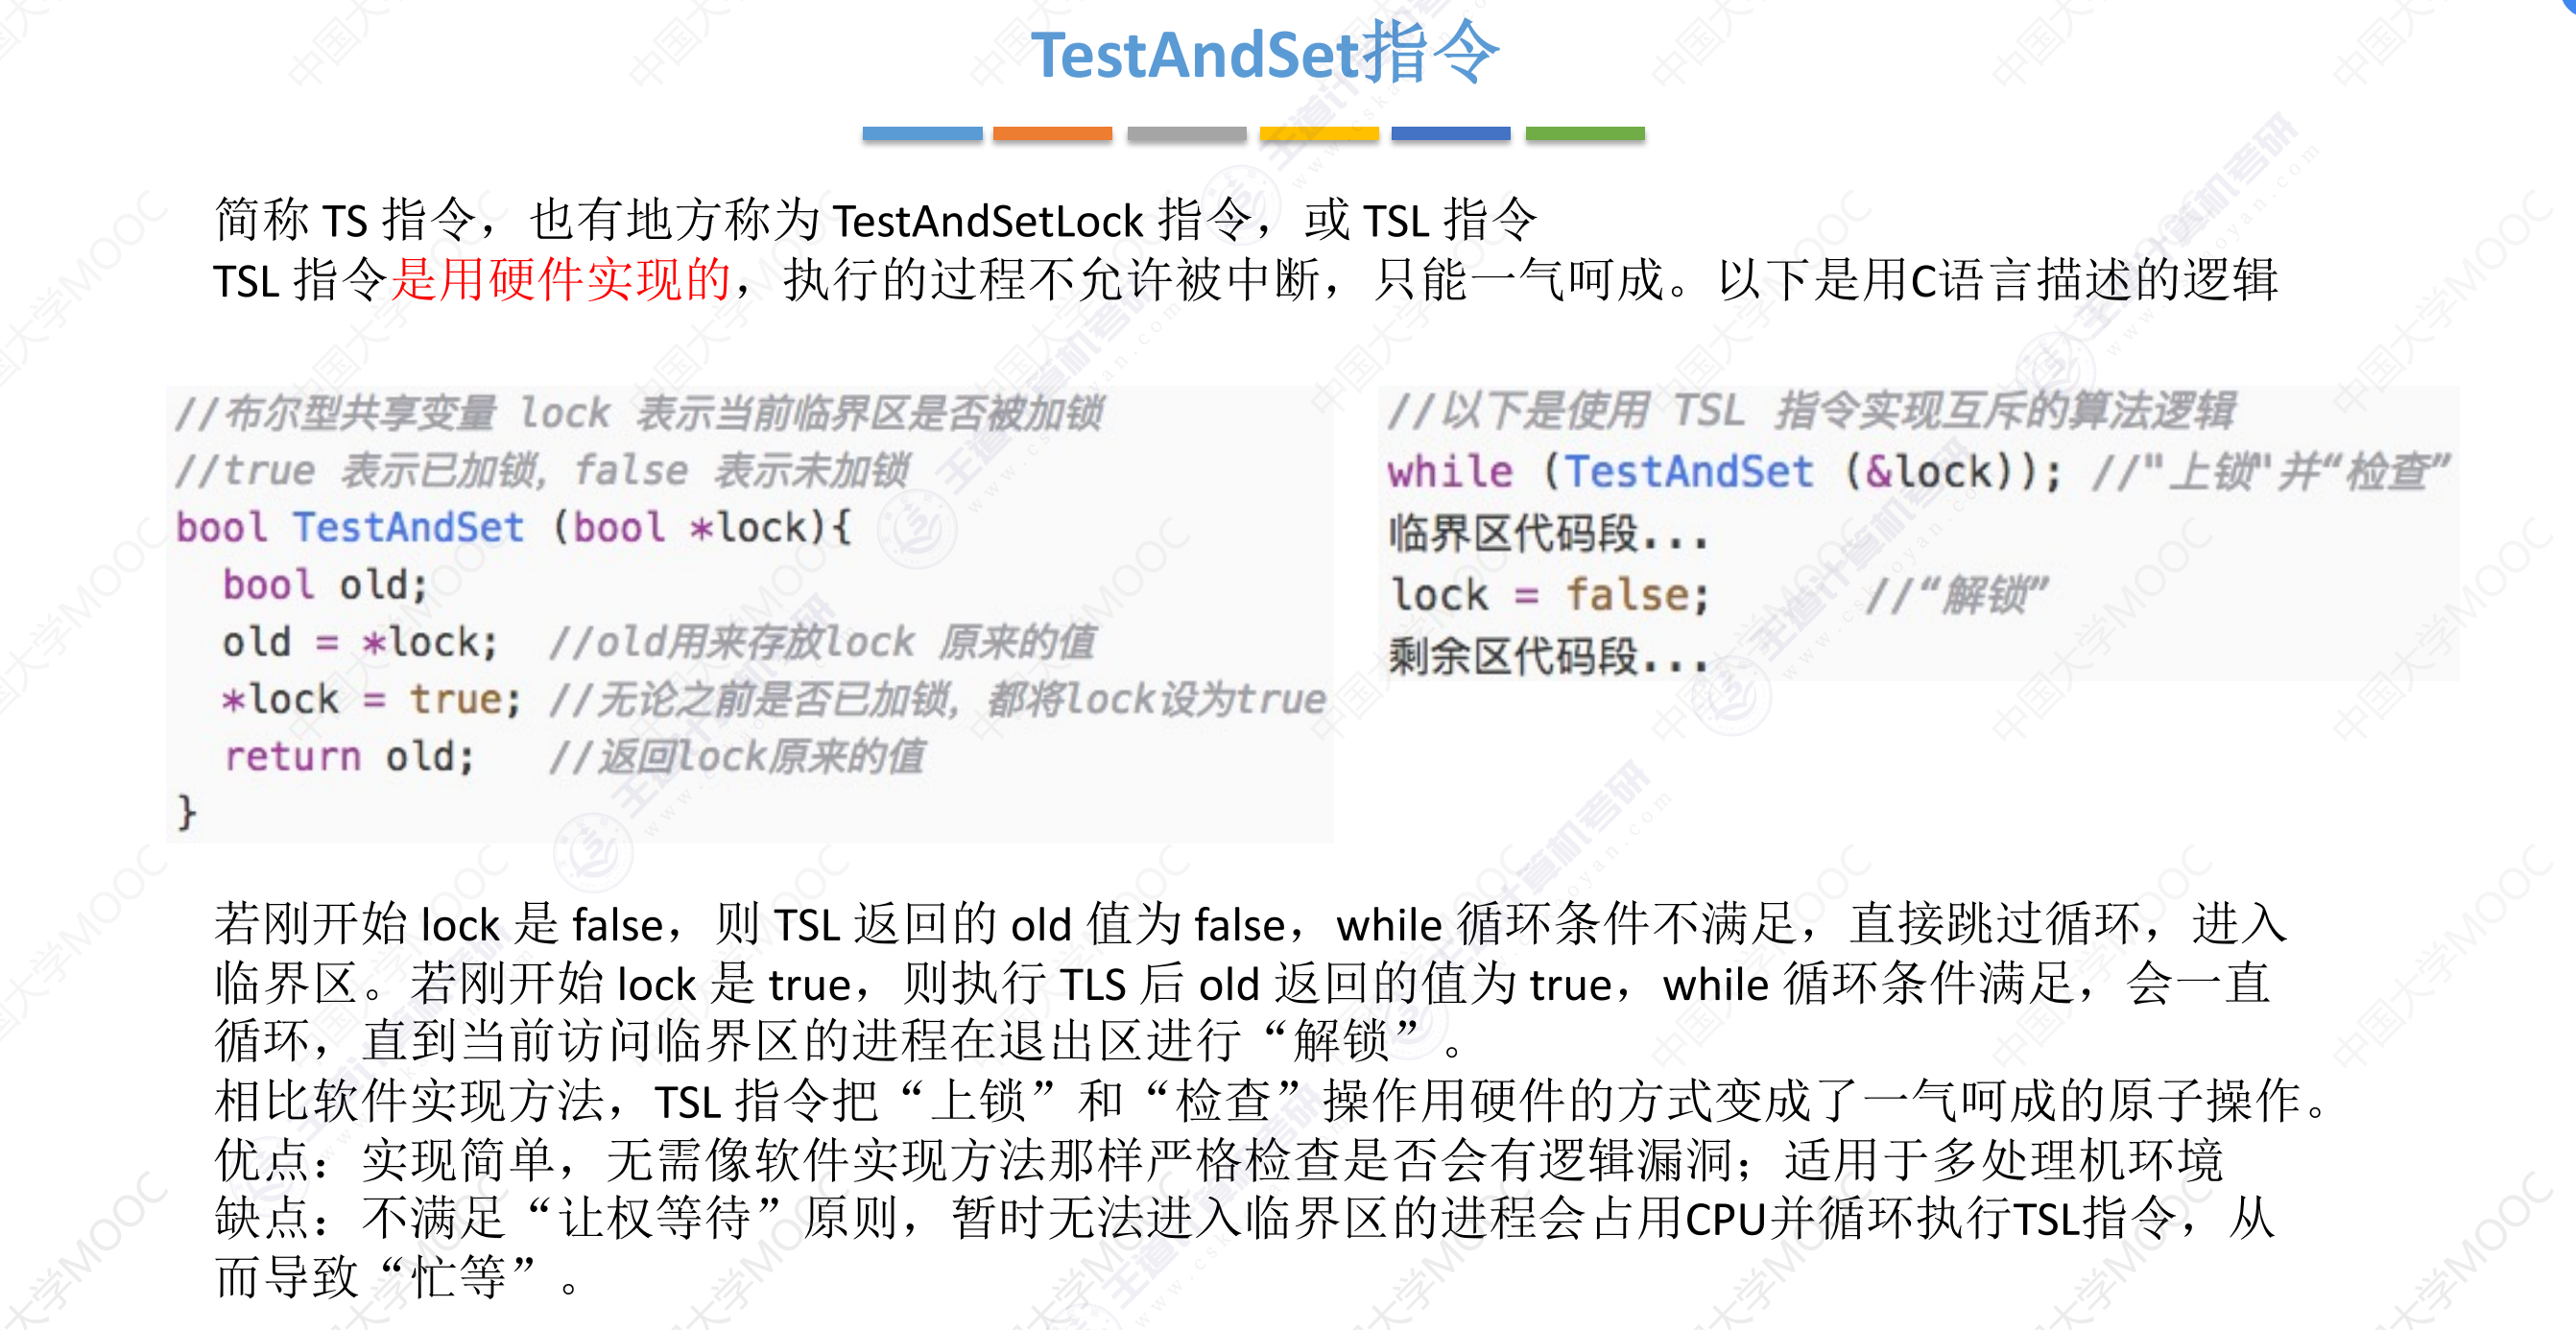 TestAndSet指令
简称 TS 指令，也有地方称为 TestAndSetLock 指令，或 TSL 指令
TSL 指令是用硬件实现的，执行的过程不允许被中断，只能一气呵成。以下是用C语言描述的逻辑
//布尔型共享变量 lock 表示当前临界区是否被加锁
//true 表示已加锁，false 表示未加锁
bool TestAndSet (bool *lock){
bool old;
old = *lock; //old用来存放lock 原来的值
*lock = true; //无论之前是否已加锁，都将lock设为true
return old; //返回lock原来的值
}
//以下是使用 TSL 指令实现互斥的算法逻辑
while (TestAndSet (&lock)); //"上锁"并“检查”
临界区代码段...
lock = false; //“解锁”
剩余区代码段...
若刚开始 lock 是 false，则 TSL 返回的 old 值为 false，while 循环条件不满足，直接跳过循环，进入
临界区。若刚开始 lock 是 true，则执行 TLS 后 old 返回的值为 true，while 循环条件满足，会一直
循环，直到当前访问临界区的进程在退出区进行“解锁”。
相比软件实现方法，TSL 指令把“上锁”和“检查”操作用硬件的方式变成了一气呵成的原子操作。
优点：实现简单，无需像软件实现方法那样严格检查是否会有逻辑漏洞；适用于多处理机环境
缺点：不满足“让权等待”原则，暂时无法进入临界区的进程会占用CPU并循环执行TSL指令，从
而导致“忙等”。
中国大学MOOC
王道计算机考研
www.cskaoyan.com